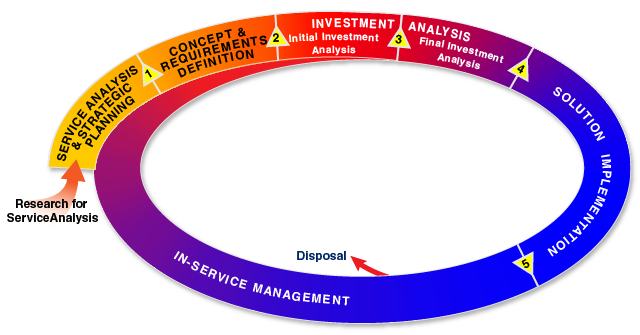 SERVICE ANALYSIS
& STRATEGIC
PLANNING
1
CONCEPT &
REQUIREMENTS
DEFINITION
2
INVESTMENT
Initial Investment
Analysis
3
ANALYSIS
Final Investment
Analysis
4
SOLUTION IMPLEMENTATION
5
IN-SERVICE MANAGEMENT
Disposal
Research for
ServiceAnalysis